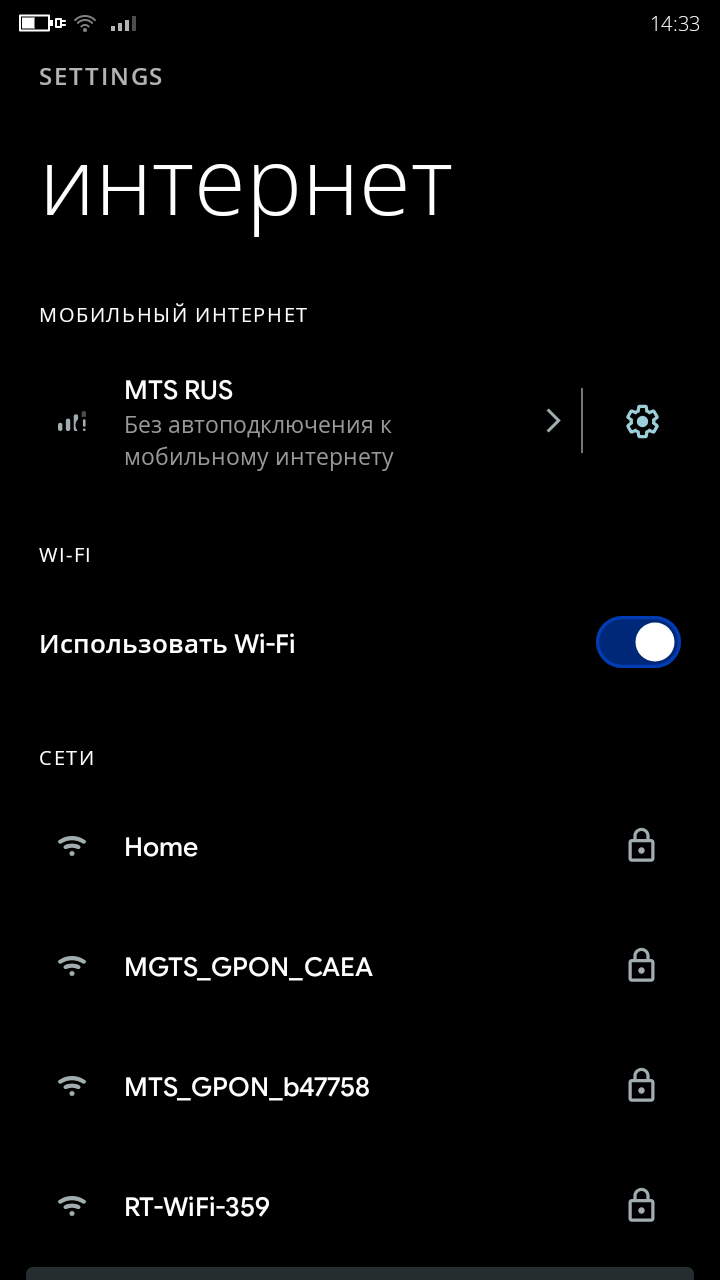 14:33
SETTINGS
интернет
МОБИЛЬНЫЙ ИНТЕРНЕТ
MTS RUS
Без автоподключения к
мобильному интернету
WI-FI
Использовать Wi-Fi
СЕТИ
Home
MGTS_GPON_CAEA
MTS_GPON_b47758
RT-WiFi-359